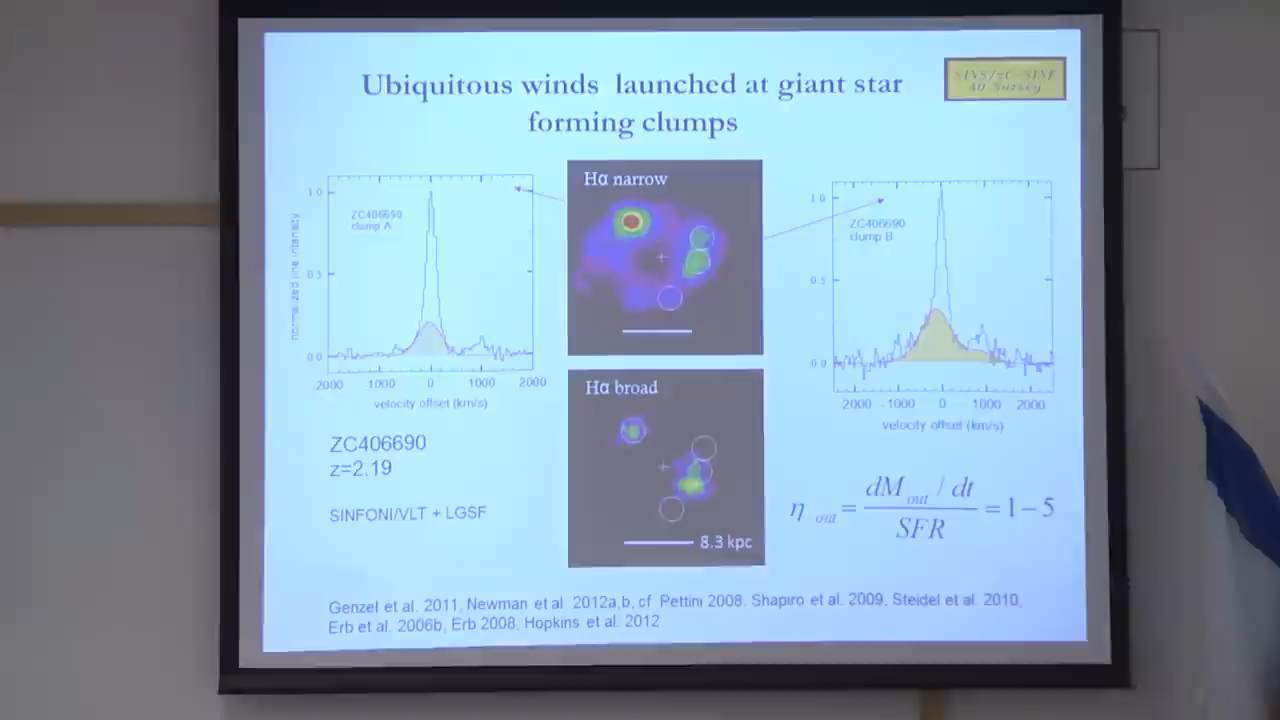 Ubiquitous winds launched at giant star
forming clumps
SINS/zC-SINF
AO Survey
1.0
0.5
0.0
normalized line intensity
ZC406690
clump A
2000 1000 0 1000 2000
velocity offset (km/s)
Hα narrow
1.0
0.5
0.0
ZC406690
clump B
2000 -1000 0 1000 2000
velocity offset (km/s)
Hα broad
8.3 kpc
ZC406690
z=2.19
SINFONI/VLT + LGSF
η out = dM out / dt / SFR = 1 – 5
Genzel et al. 2011, Newman et al. 2012a,b, cf. Pettini 2008, Shapiro et al. 2009, Steidel et al. 2010,
Erb et al. 2006b, Erb 2008, Hopkins et al. 2012